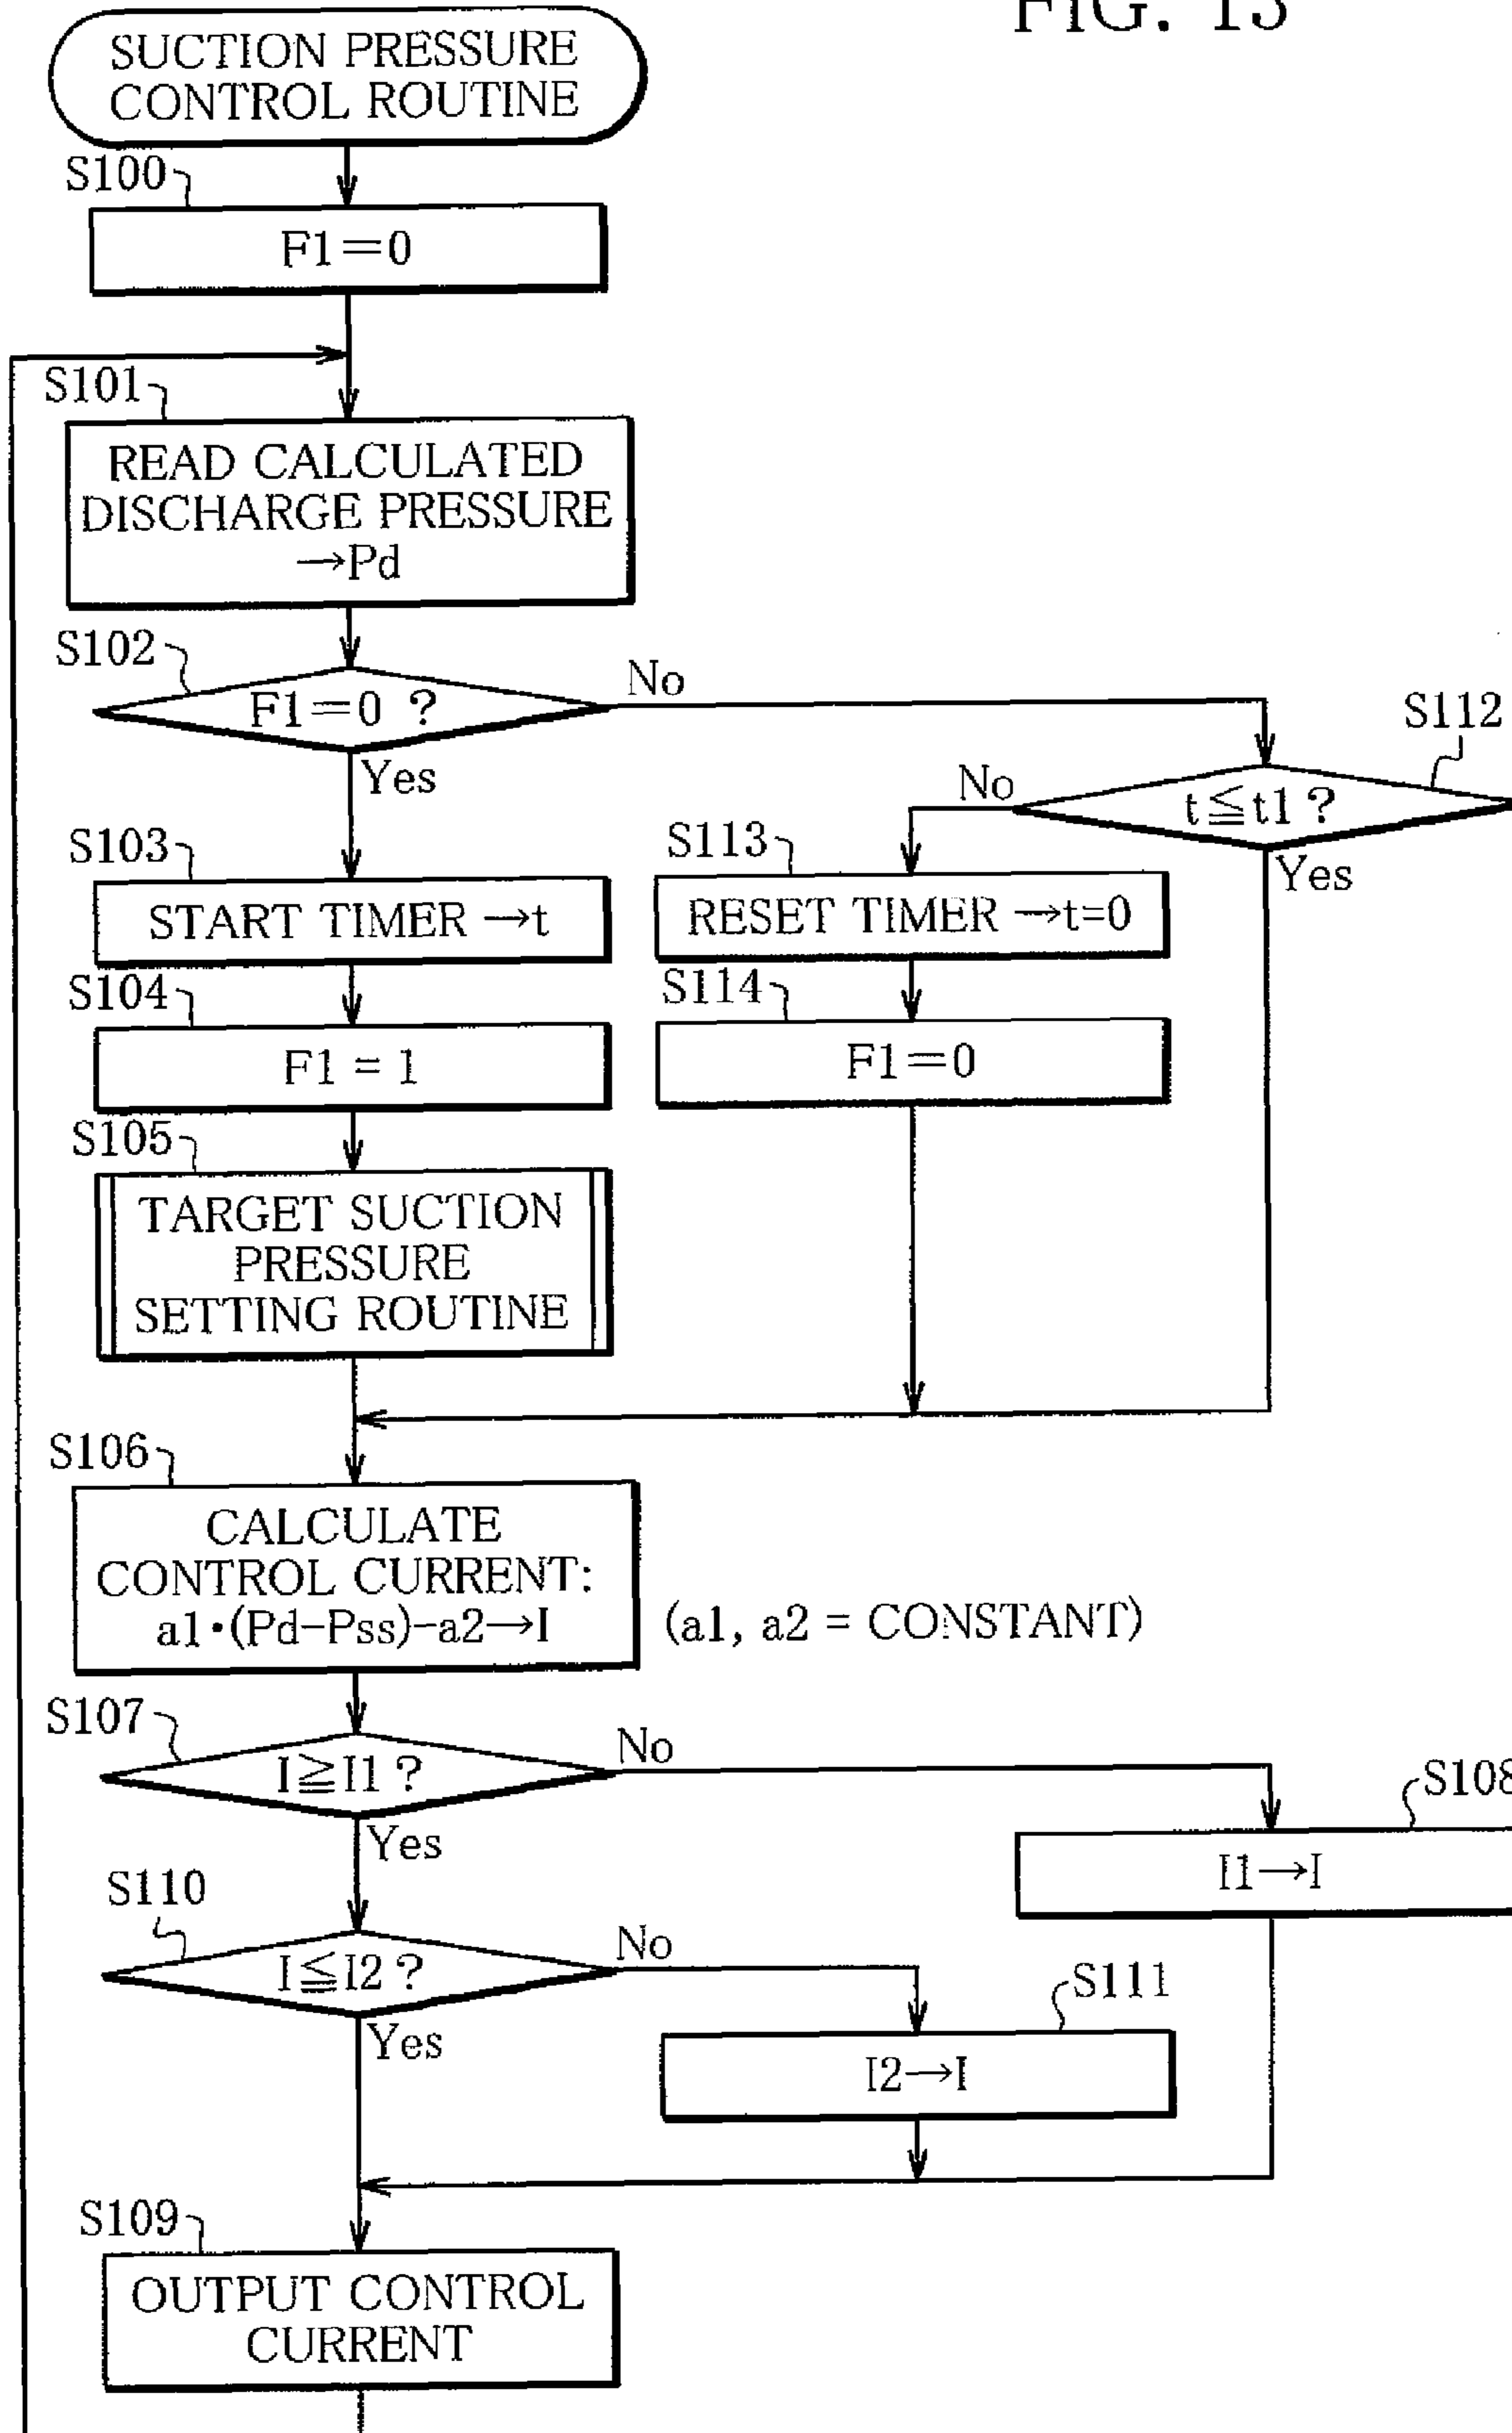 FIG. 13
SUCTION PRESSURE
CONTROL ROUTINE
S100
F1=0
S101
READ CALCULATED
DISCHARGE PRESSURE
→Pd
S102
F1=0 ?
No
Yes
S112
t≦t1 ?
No
Yes
S103
START TIMER →t
S113
RESET TIMER →t=0
S104
F1 = 1
S114
F1=0
S105
TARGET SUCTION
PRESSURE
SETTING ROUTINE
S106
CALCULATE
CONTROL CURRENT:
a1•(Pd-Pss)-a2→I
(a1, a2 = CONSTANT)
S107
I≧I1 ?
No
Yes
S108
I1→I
S110
I≦I2 ?
No
Yes
S111
I2→I
S109
OUTPUT CONTROL
CURRENT